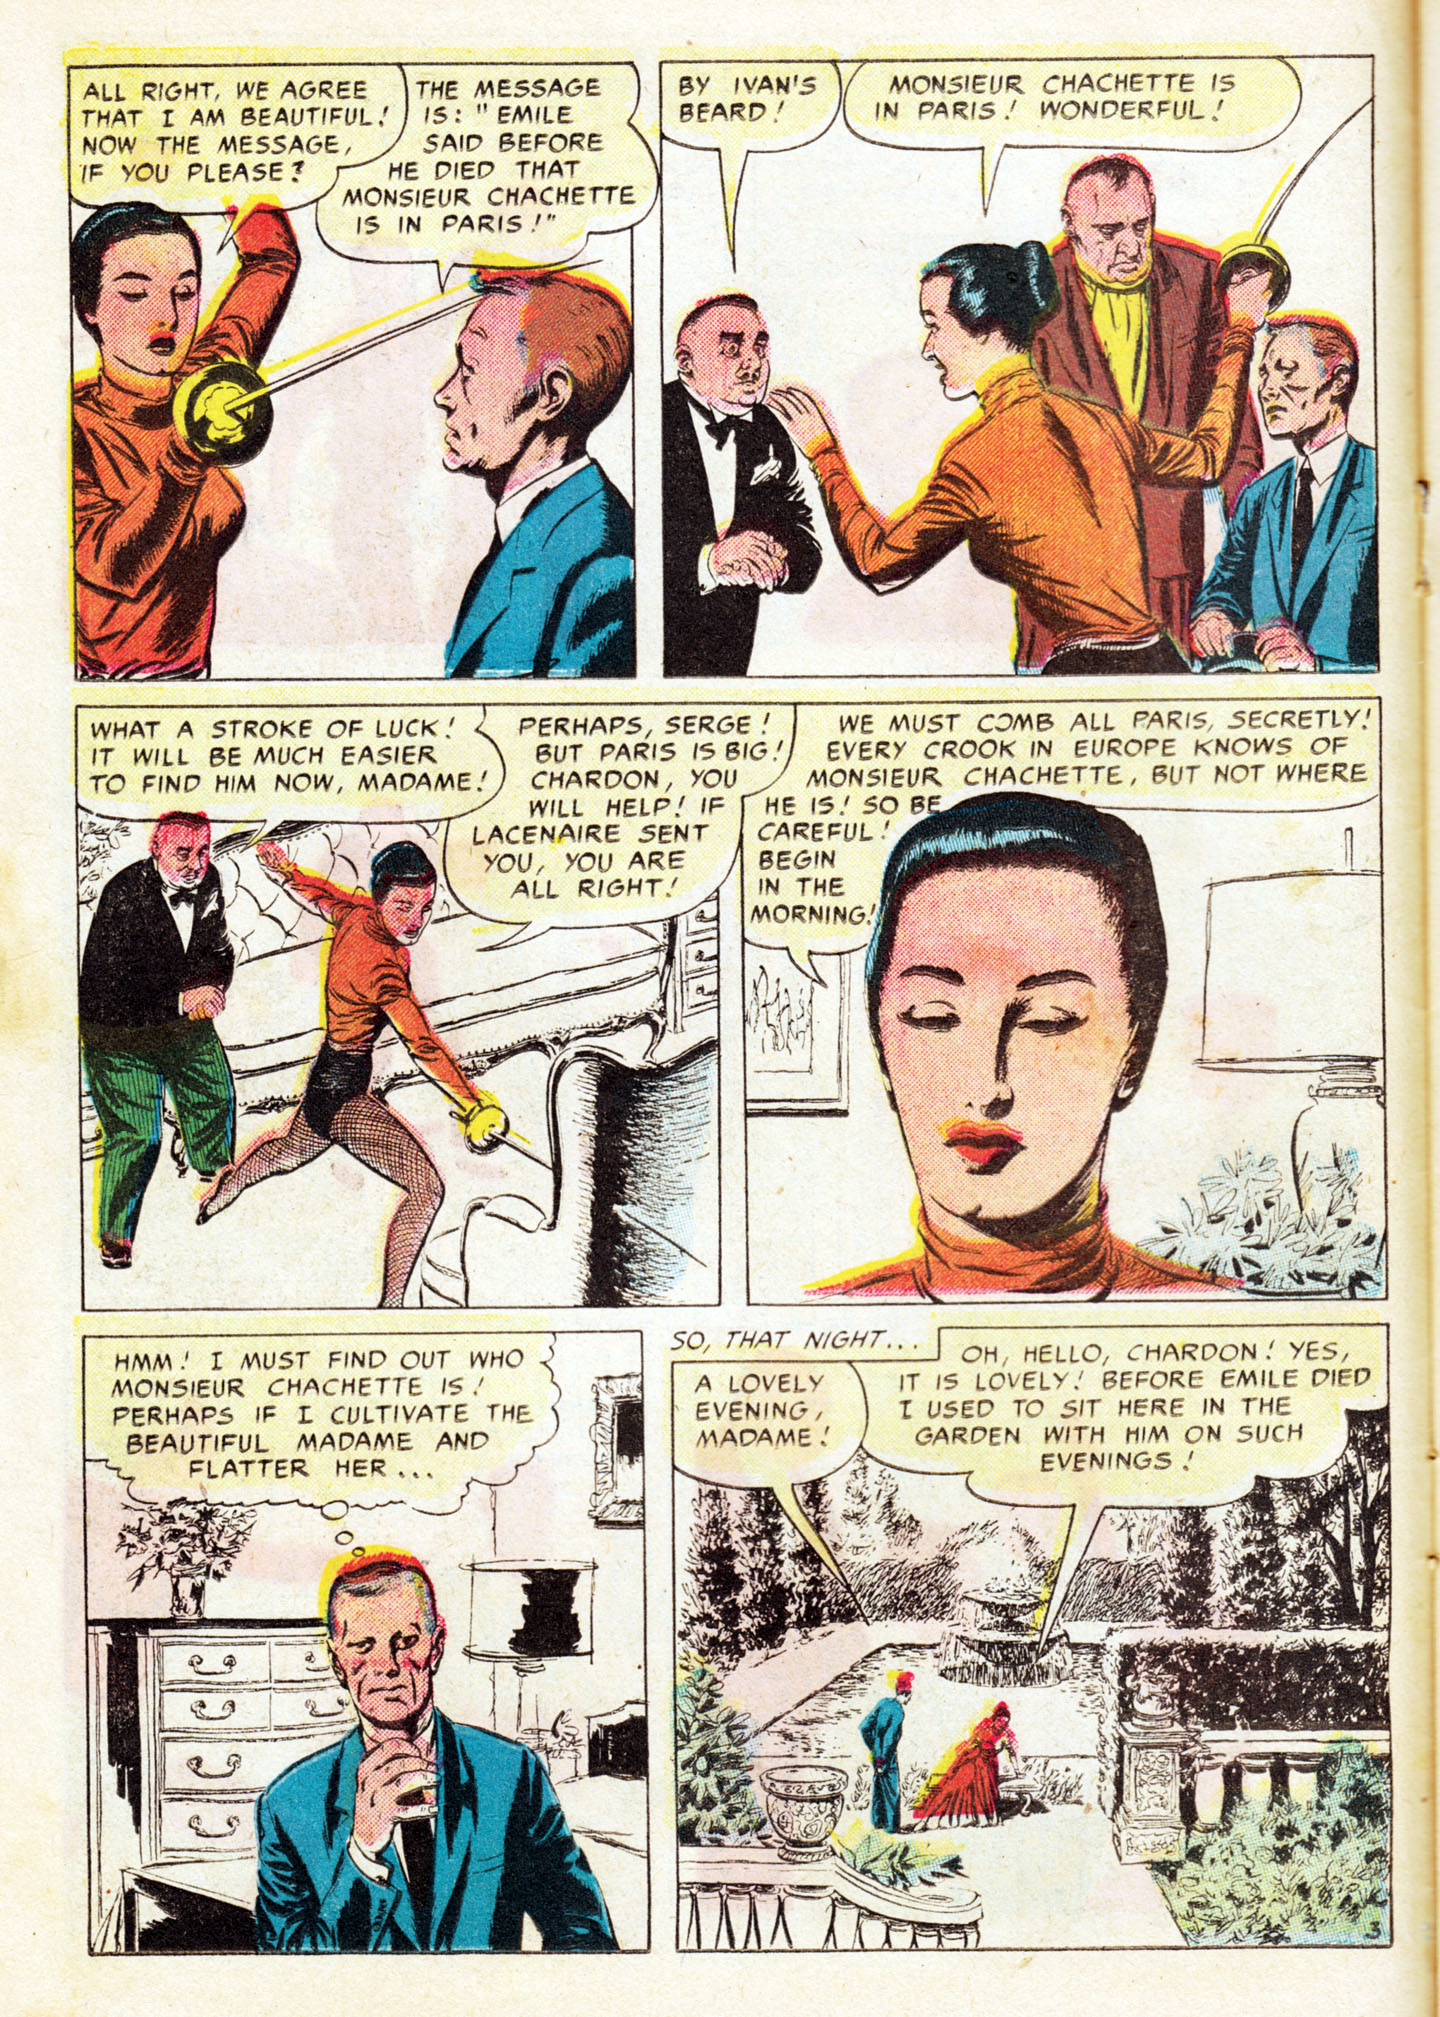 ALL RIGHT, WE AGREE
THAT I AM BEAUTIFUL!
NOW THE MESSAGE,
IF YOU PLEASE?
THE MESSAGE
IS: "EMILE
SAID BEFORE
HE DIED THAT
MONSIEUR CHACHETTE
IS IN PARIS!"
BY IVAN'S
BEARD!
MONSIEUR CHACHETTE IS
IN PARIS! WONDERFUL!
WHAT A STROKE OF LUCK!
IT WILL BE MUCH EASIER
TO FIND HIM NOW, MADAME!
PERHAPS, SERGE!
BUT PARIS IS BIG!
CHARDON, YOU
WILL HELP! IF
LACENAIRE SENT
YOU, YOU ARE
ALL RIGHT!
WE MUST COMB ALL PARIS, SECRETLY!
EVERY CROOK IN EUROPE KNOWS OF
MONSIEUR CHACHETTE, BUT NOT WHERE
HE IS! SO BE
CAREFUL!
BEGIN
IN THE
MORNING!
HMM! I MUST FIND OUT WHO
MONSIEUR CHACHETTE IS!
PERHAPS IF I CULTIVATE THE
BEAUTIFUL MADAME AND
FLATTER HER...
SO, THAT NIGHT...
A LOVELY
EVENING,
MADAME!
OH, HELLO, CHARDON! YES,
IT IS LOVELY! BEFORE EMILE DIED
I USED TO SIT HERE IN THE
GARDEN WITH HIM ON SUCH
EVENINGS!
3